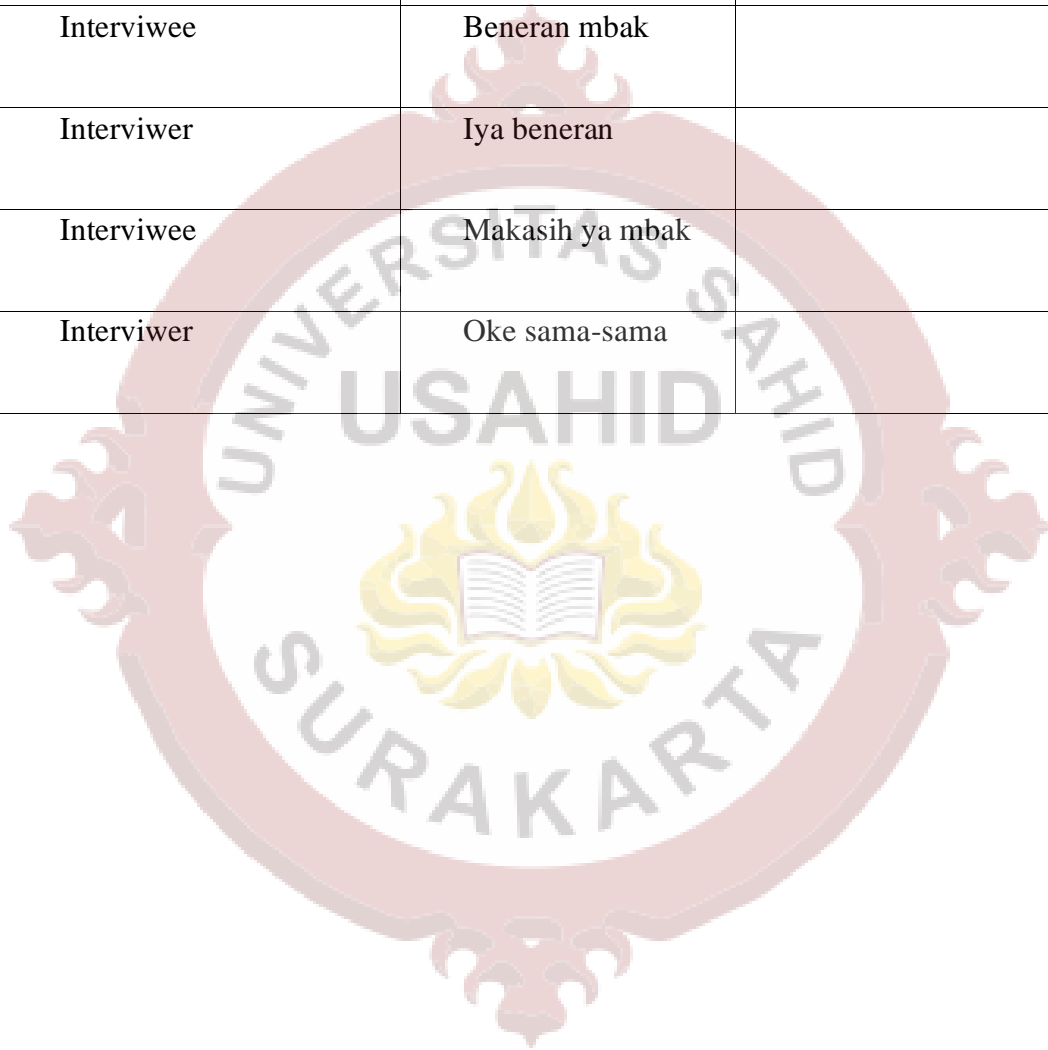 Interviwee Beneran mbak
Interviwer Iya beneran
Interviwee Makasih ya mbak
Interviwer Oke sama-sama
UNIVERSITAS SAHID
USAHID
SURAKARTA